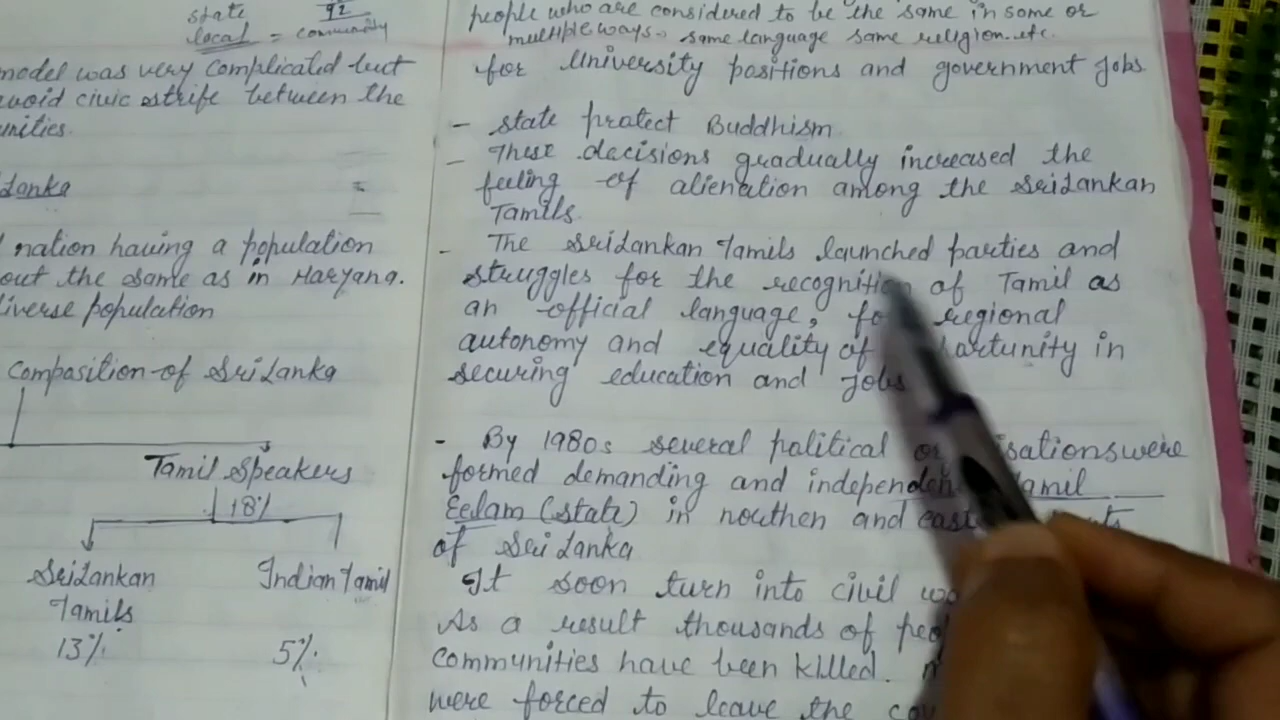 state 92
local = community
model was very complicated but
avoid civic strife between the
unities.
Lanka
nation having a population
out the same as in Haryana.
diverse population
Composition of Sri Lanka
Tamil Speakers
18%
SriLankan Indian Tamil
Tamils
13% 5%
people who are considered to be the same in some or
multiple ways. same language same religion. etc.
for University positions and government Jobs
- state protect Buddhism
- These decisions gradually increased the
feeling of alienation among the SriLankan
Tamils.
- The SriLankan Tamils launched parties and
struggles for the recognition of Tamil as
an official language, for regional
autonomy and equality of in
securing education and Jobs
- By 1980s several political were
formed demanding and Tamil
Eelam (state) in nouthen and
of Sri Lanka
It soon turn into civil
As a result thousands of
communities have been killed.
were forced to leave the